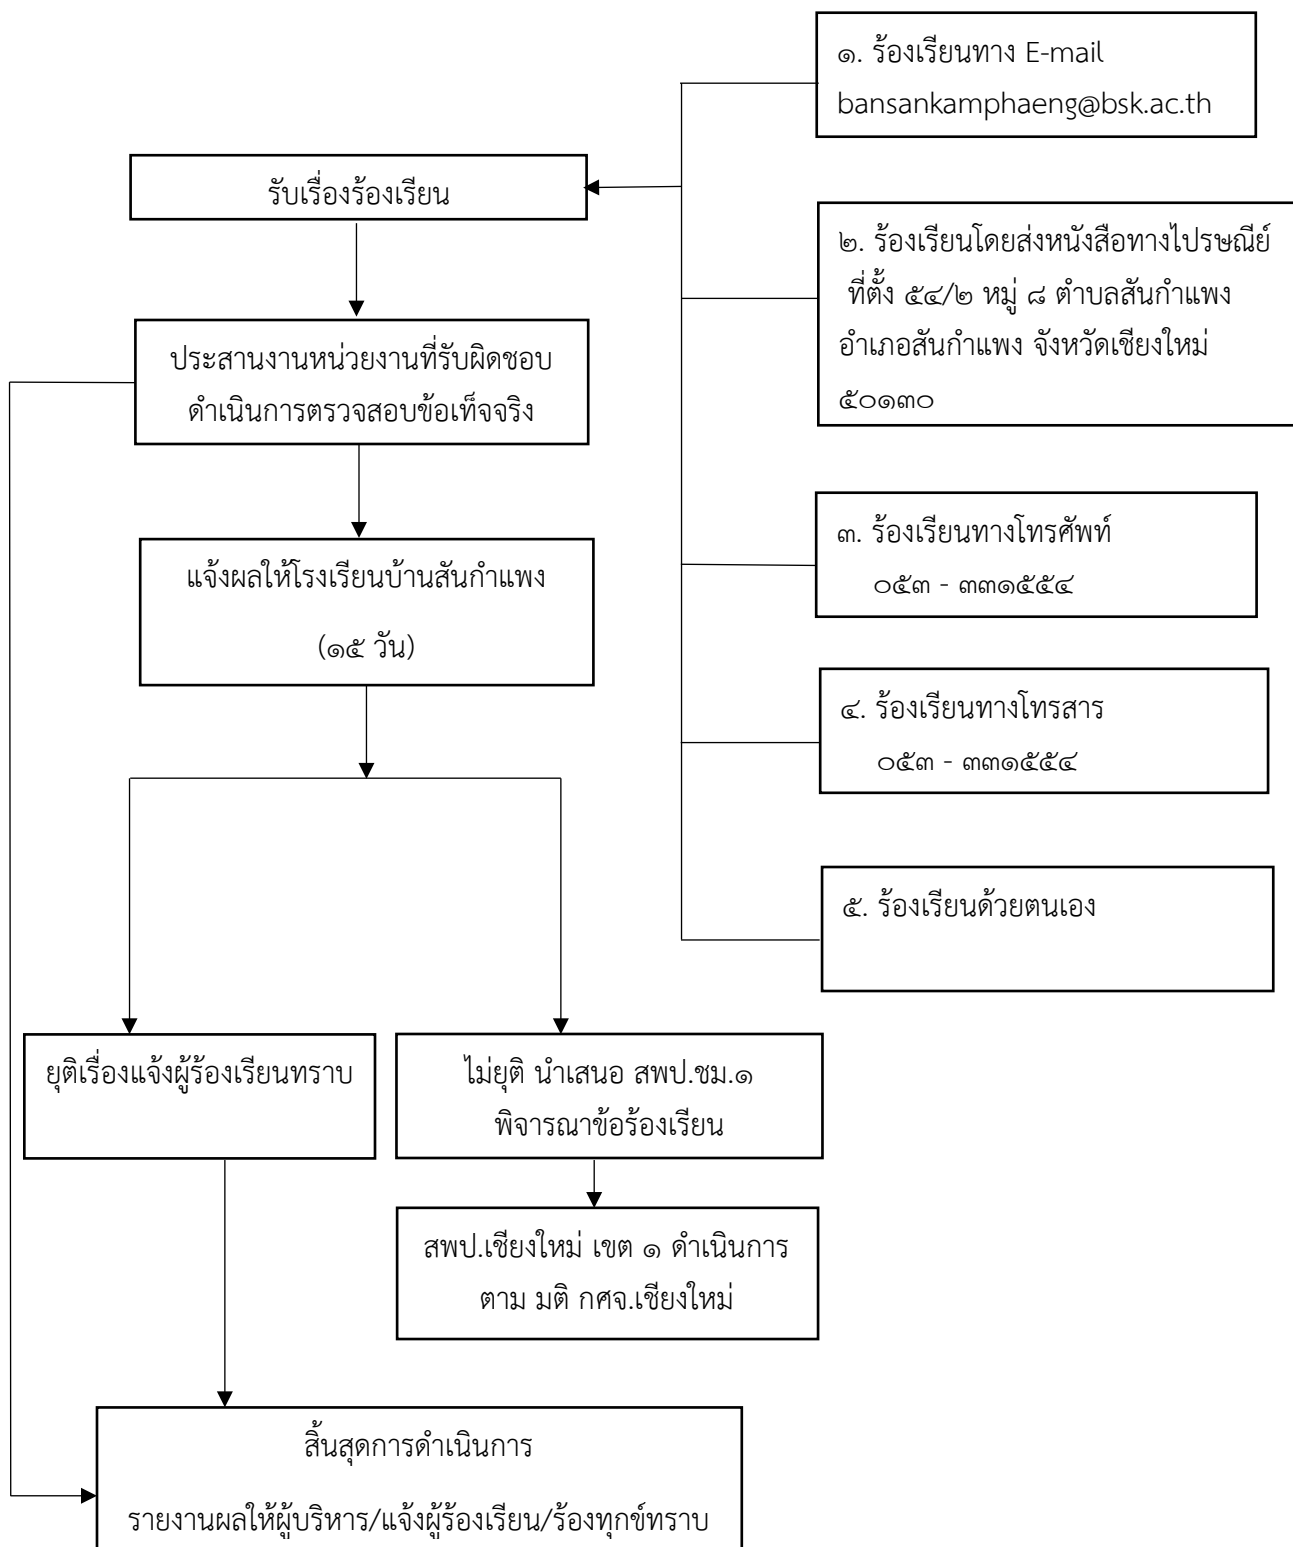 ๑. ร้องเรียนทาง E-mail
bansankamphaeng@bsk.ac.th
รับเรื่องร้องเรียน
๒. ร้องเรียนโดยส่งหนังสือทางไปรษณีย์
ที่ตั้ง ๕๔/๒ หมู่ ๘ ตำบลสันกำแพง
อำเภอสันกำแพง จังหวัดเชียงใหม่
๕๐๑๓๐
ประสานงานหน่วยงานที่รับผิดชอบ
ดำเนินการตรวจสอบข้อเท็จจริง
๓. ร้องเรียนทางโทรศัพท์
๐๕๓ - ๓๓๑๕๕๔
แจ้งผลให้โรงเรียนบ้านสันกำแพง
(๑๕ วัน)
๔. ร้องเรียนทางโทรสาร
๐๕๓ - ๓๓๑๕๕๔
๕. ร้องเรียนด้วยตนเอง
ยุติเรื่องแจ้งผู้ร้องเรียนทราบ
ไม่ยุติ นำเสนอ สพป.ชม.๑
พิจารณาข้อร้องเรียน
สพป.เชียงใหม่ เขต ๑ ดำเนินการ
ตาม มติ กศจ.เชียงใหม่
สิ้นสุดการดำเนินการ
รายงานผลให้ผู้บริหาร/แจ้งผู้ร้องเรียน/ร้องทุกข์ทราบ